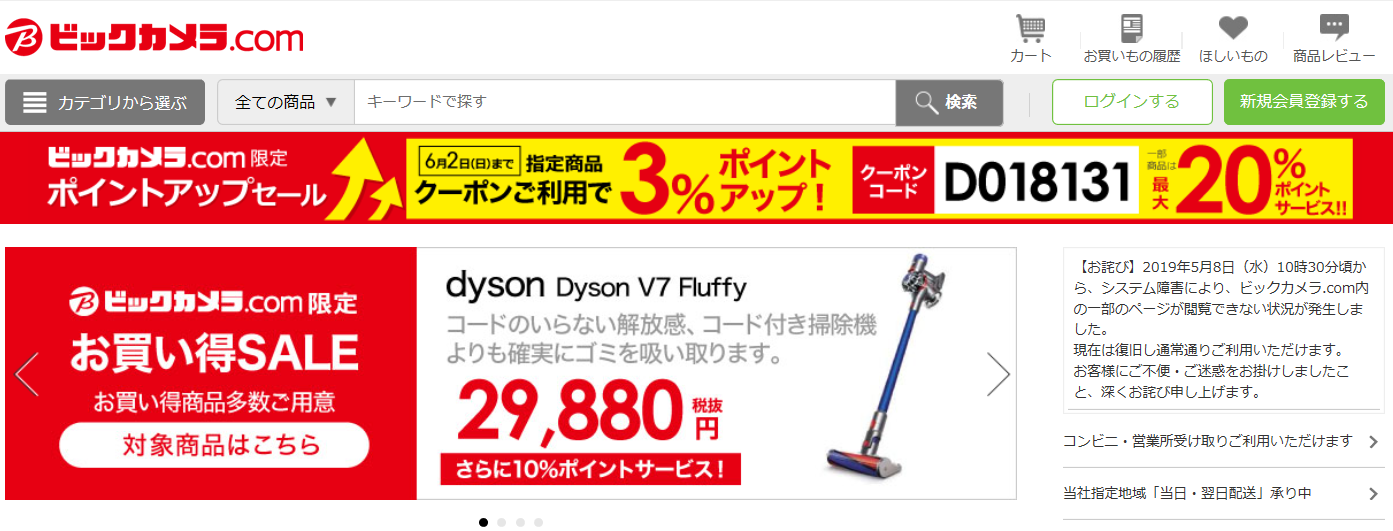 ビックカメラ.com
カート
お買いもの履歴
ほしいもの
商品レビュー
カテゴリから選ぶ
全ての商品 ▼
キーワードで探す
検索
ログインする
新規会員登録する
ビックカメラ.com 限定
ポイントアップセール
6月2日(日)まで 指定商品
クーポンご利用で
3%
ポイント
アップ!
クーポン
コード
D018131
一部
商品は
最大
20%
ポイント
サービス!!
ビックカメラ.com 限定
お買い得SALE
お買い得商品多数ご用意
対象商品はこちら
dyson Dyson V7 Fluffy
コードのいらない解放感、コード付き掃除機
よりも確実にゴミを吸い取ります。
29,880 税抜
円
さらに10%ポイントサービス!
【お詫び】2019年5月8日（水）10時30分頃か
ら、システム障害により、ビックカメラ.com内
の一部のページが閲覧できない状況が発生しま
した。
現在は復旧し通常通りご利用いただけます。
お客様にご不便・ご迷惑をお掛けしましたこ
と、深くお詫び申し上げます。
コンビニ・営業所受け取りご利用いただけます
当社指定地域「当日・翌日配送」承り中